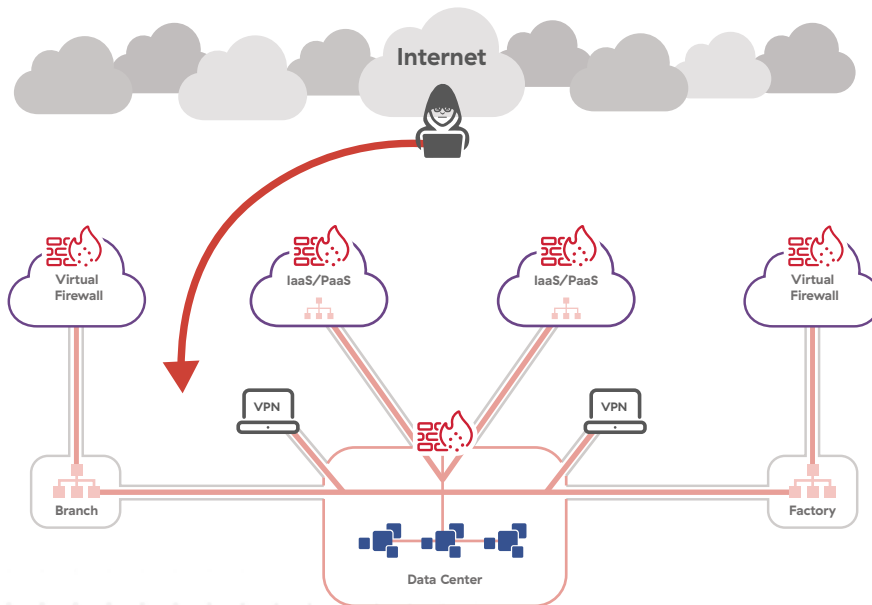 Internet
Virtual
Firewall
IaaS/PaaS
IaaS/PaaS
Virtual
Firewall
VPN
VPN
Branch
Factory
Data Center